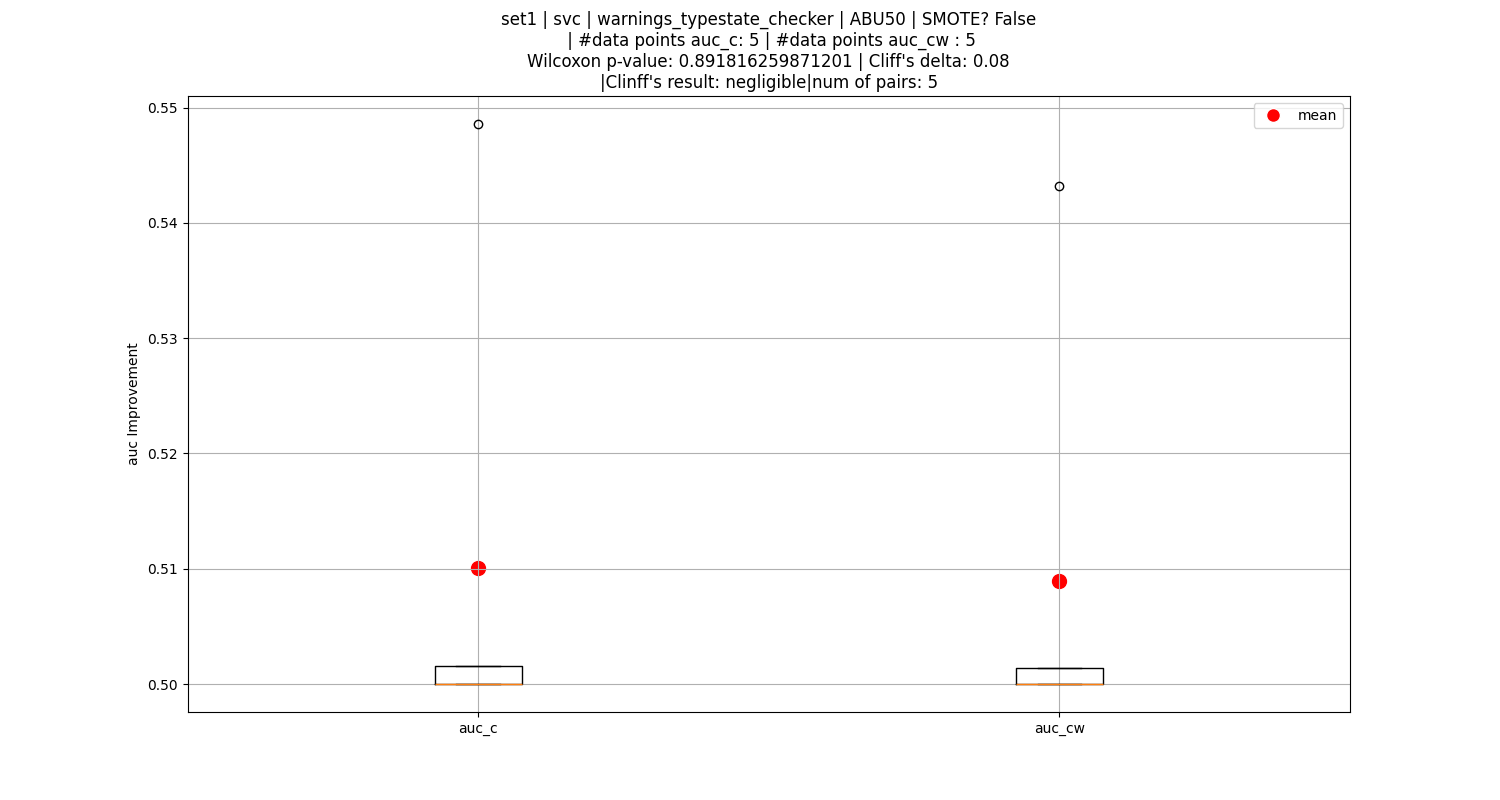 set1 | svc | warnings_typestate_checker | ABU50 | SMOTE? False
| #data points auc_c: 5 | #data points auc_cw : 5
Wilcoxon p-value: 0.891816259871201 | Cliff's delta: 0.08
|Clinff's result: negligible|num of pairs: 5
0.55
mean
0.54
0.53
auc Improvement
0.52
0.51
0.50
auc_c
auc_cw